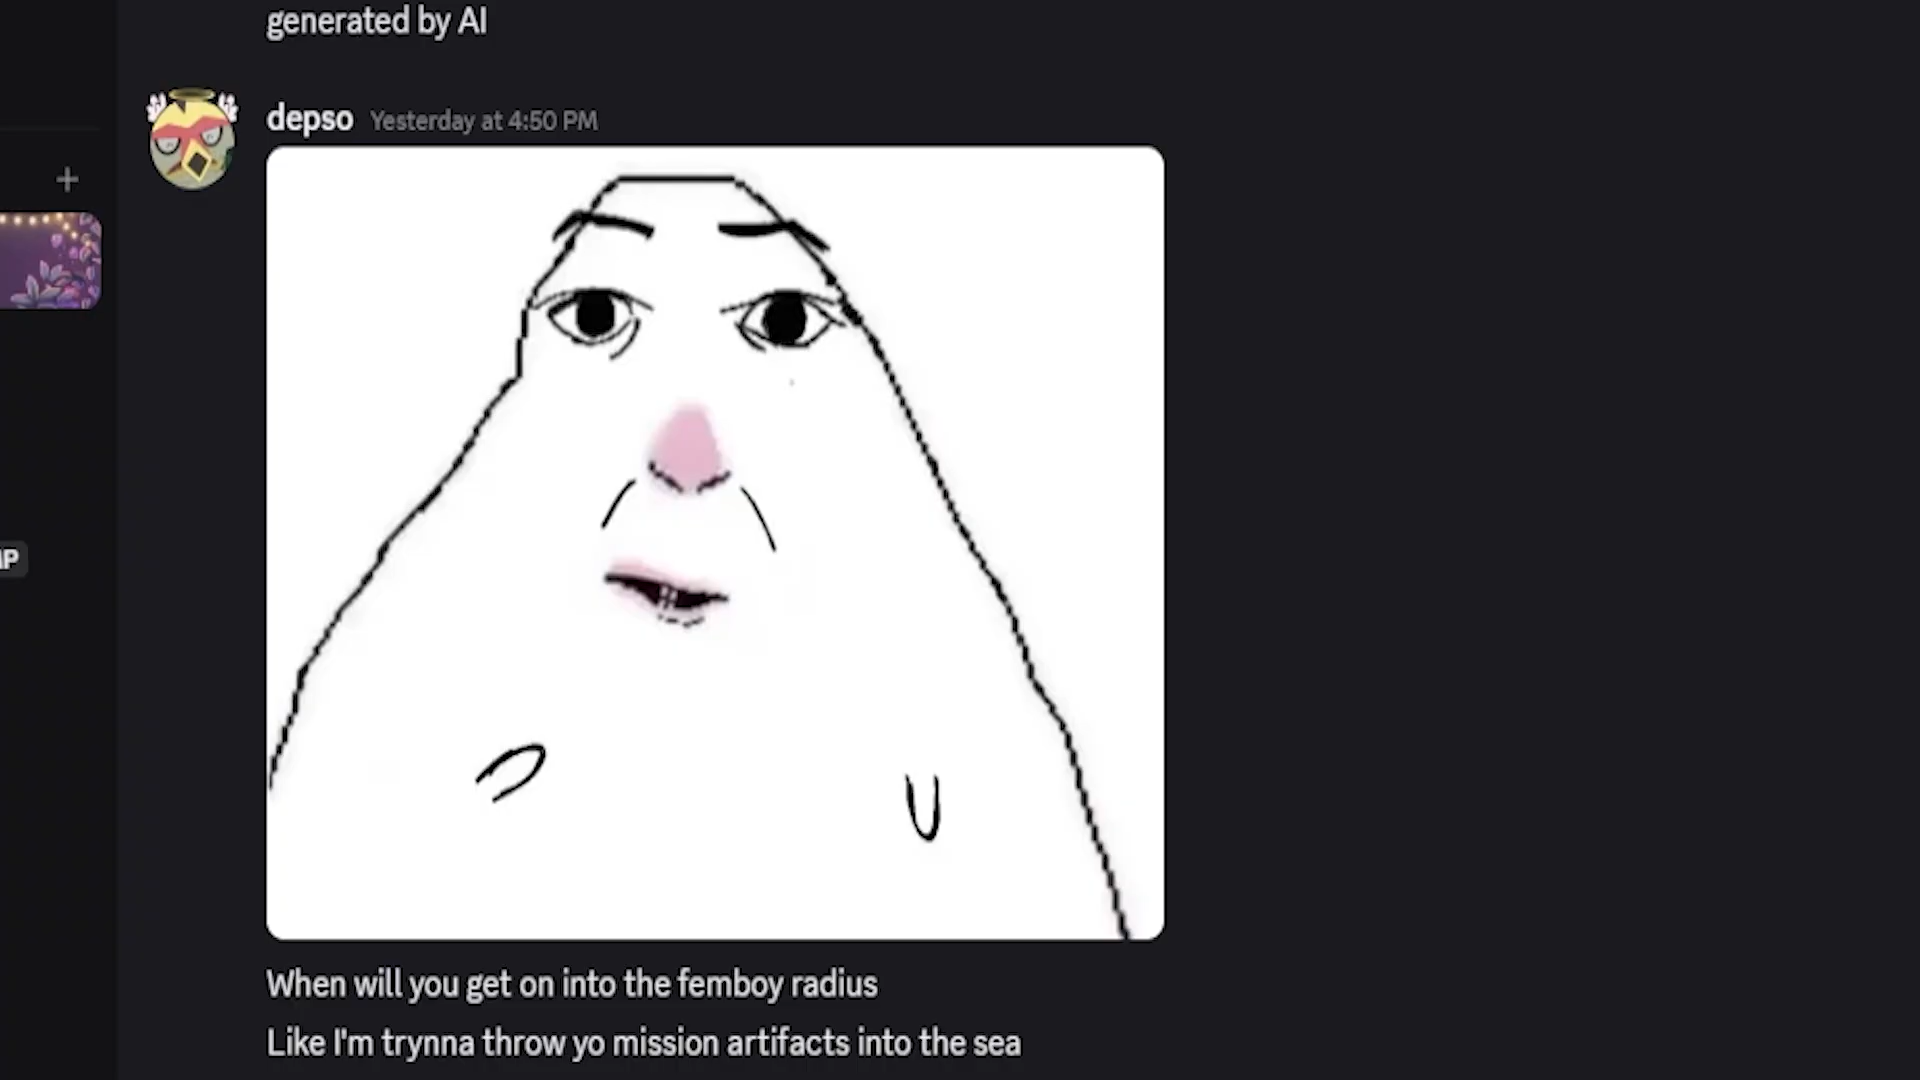 generated by AI
depso Yesterday at 4:50 PM
When will you get on into the femboy radius
Like I'm trynna throw yo mission artifacts into the sea